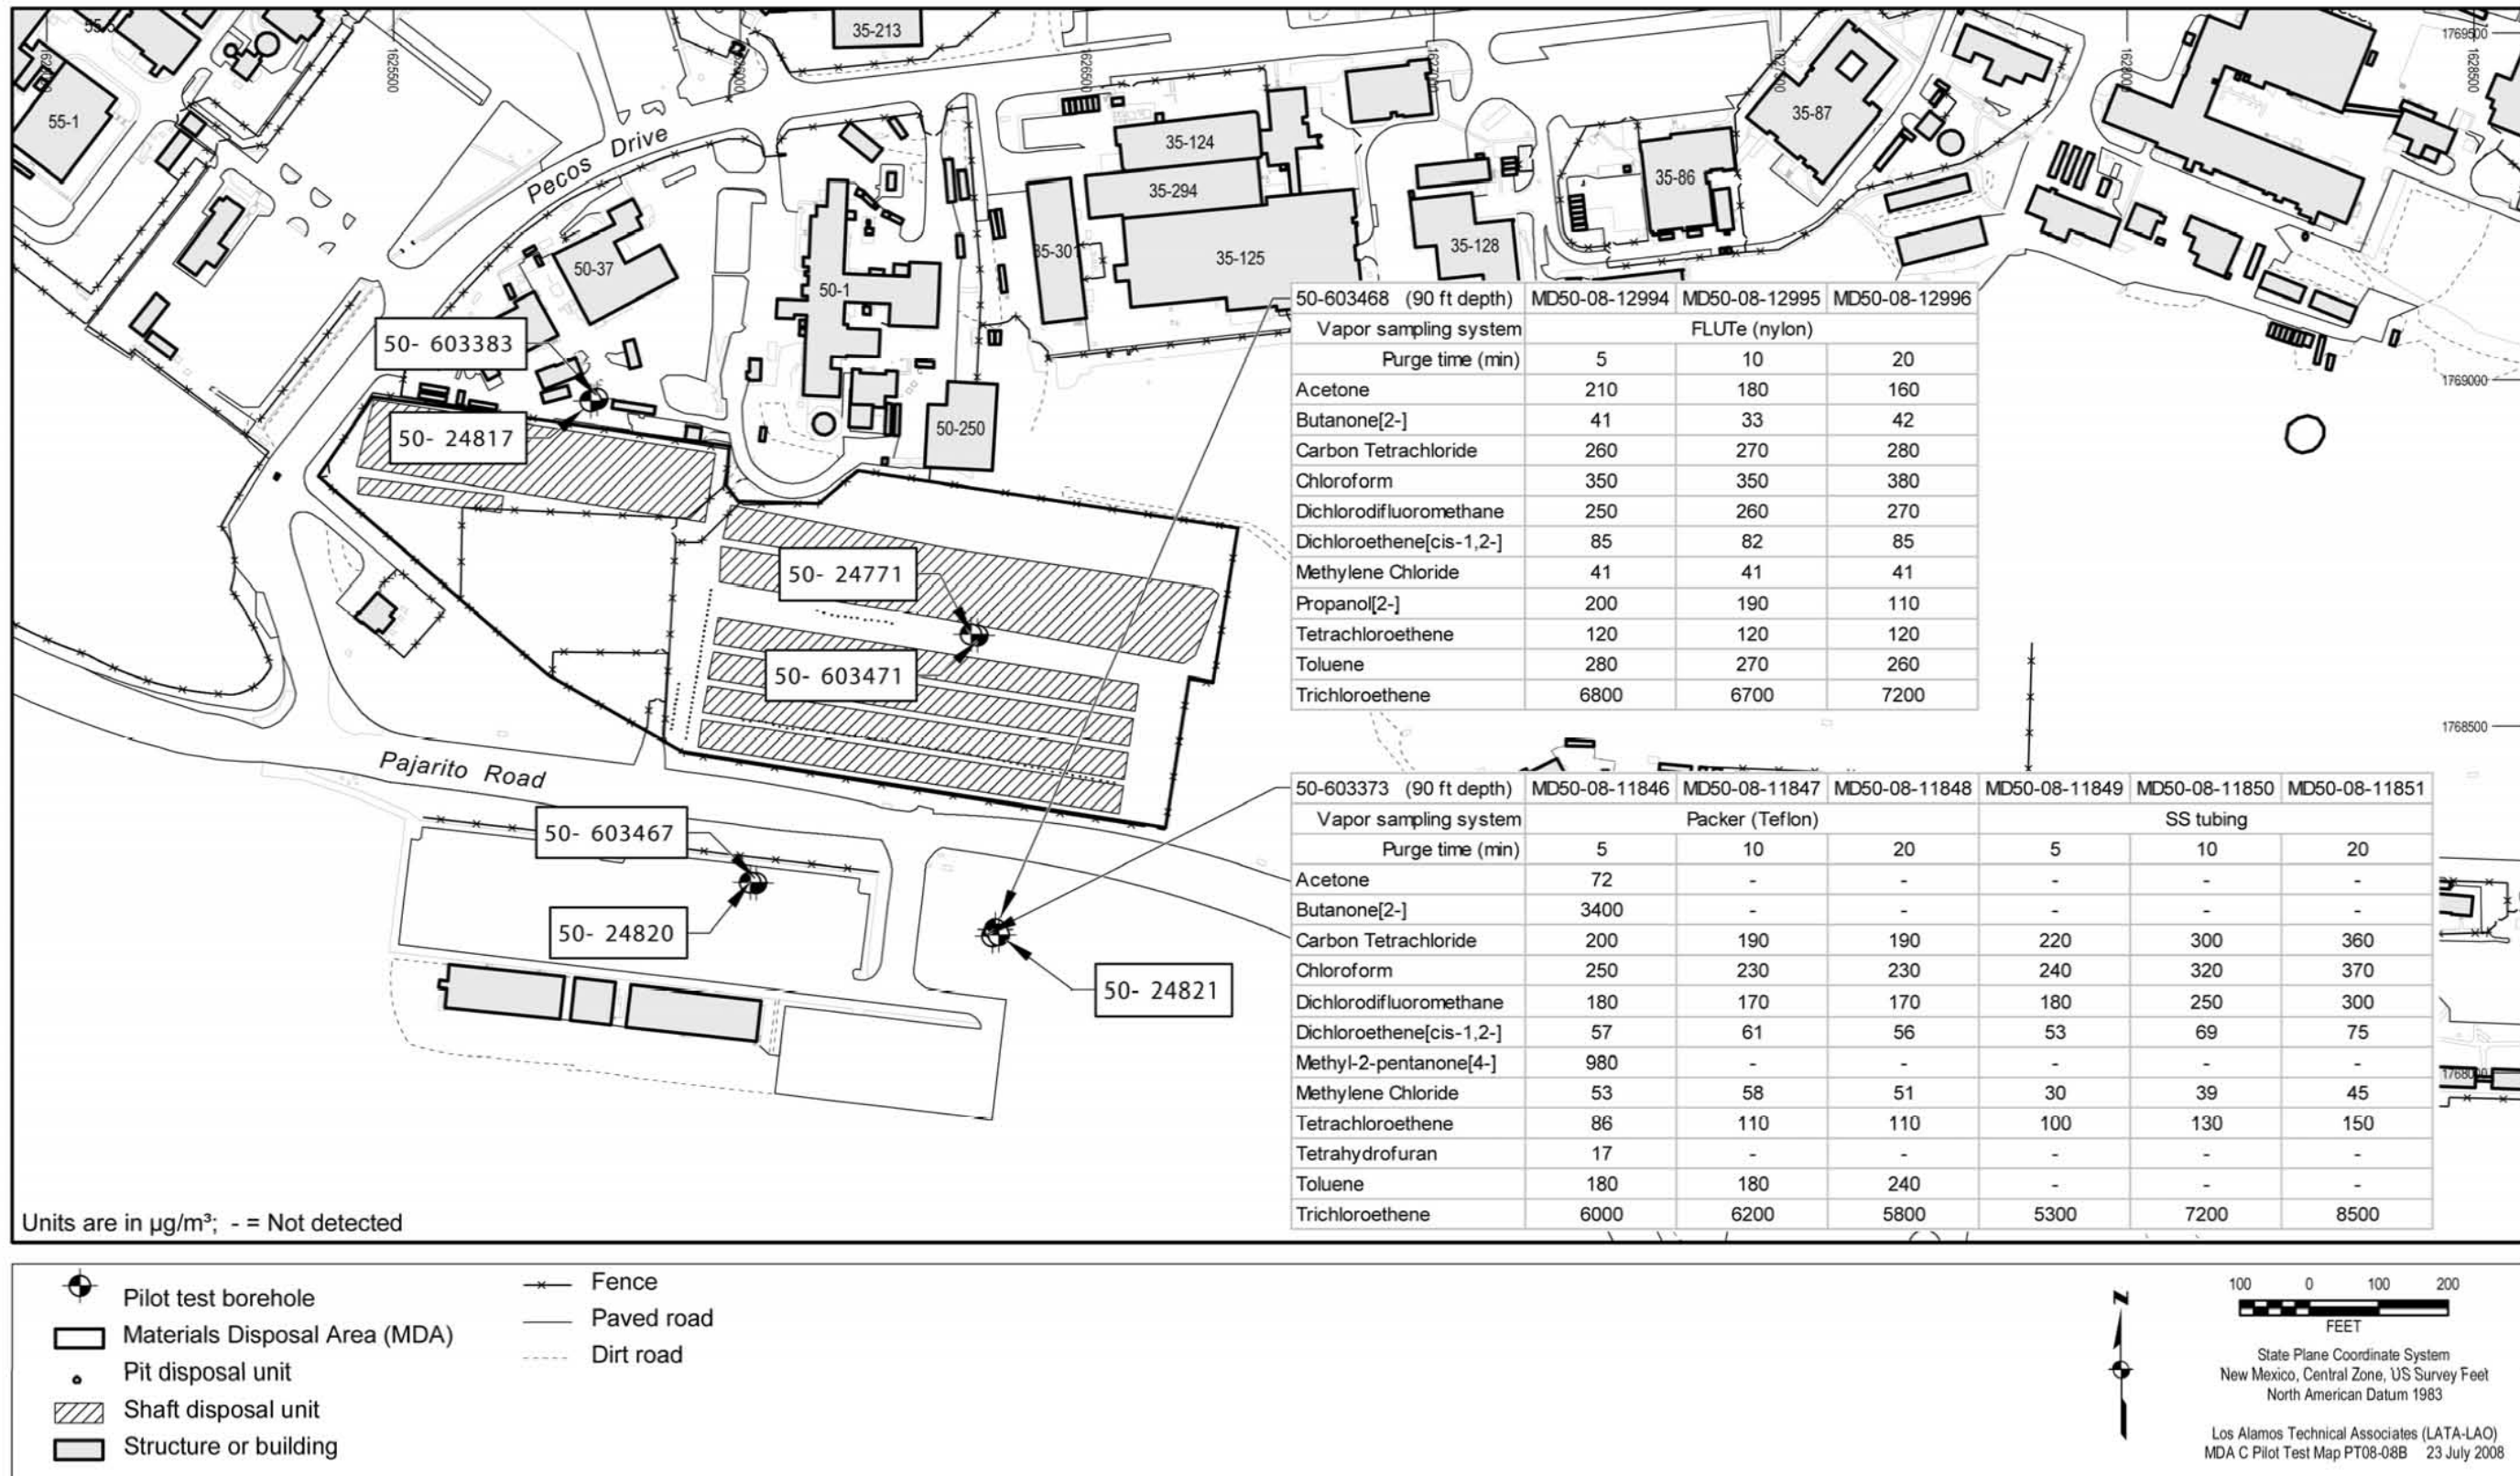 35-213
1769500
1625500
1626500
1628500
55-1
35-124
35-87
Pecos Drive
35-294
35-86
35-301
35-125
35-128
50-37
50-1
50- 603383
50- 24817
50-250
1769000
50-603468 (90 ft depth) MD50-08-12994 MD50-08-12995 MD50-08-12996
Vapor sampling system FLUTe (nylon)
Purge time (min) 5 10 20
Acetone 210 180 160
Butanone[2-] 41 33 42
Carbon Tetrachloride 260 270 280
Chloroform 350 350 380
Dichlorodifluoromethane 250 260 270
Dichloroethene[cis-1,2-] 85 82 85
Methylene Chloride 41 41 41
Propanol[2-] 200 190 110
Tetrachloroethene 120 120 120
Toluene 280 270 260
Trichloroethene 6800 6700 7200
50- 24771
50- 603471
1768500
Pajarito Road
50- 603467
50- 24820
50- 24821
50-603373 (90 ft depth) MD50-08-11846 MD50-08-11847 MD50-08-11848 MD50-08-11849 MD50-08-11850 MD50-08-11851
Vapor sampling system Packer (Teflon) SS tubing
Purge time (min) 5 10 20 5 10 20
Acetone 72 - - - - -
Butanone[2-] 3400 - - - - -
Carbon Tetrachloride 200 190 190 220 300 360
Chloroform 250 230 230 240 320 370
Dichlorodifluoromethane 180 170 170 180 250 300
Dichloroethene[cis-1,2-] 57 61 56 53 69 75
Methyl-2-pentanone[4-] 980 - - - - -
Methylene Chloride 53 58 51 30 39 45
Tetrachloroethene 86 110 110 100 130 150
Tetrahydrofuran 17 - - - - -
Toluene 180 180 240 - - -
Trichloroethene 6000 6200 5800 5300 7200 8500
1768000
Units are in µg/m³; - = Not detected
Pilot test borehole
Materials Disposal Area (MDA)
Pit disposal unit
Shaft disposal unit
Structure or building
Fence
Paved road
Dirt road
N
100 0 100 200
FEET
State Plane Coordinate System
New Mexico, Central Zone, US Survey Feet
North American Datum 1983
Los Alamos Technical Associates (LATA-LAO)
MDA C Pilot Test Map PT08-08B 23 July 2008